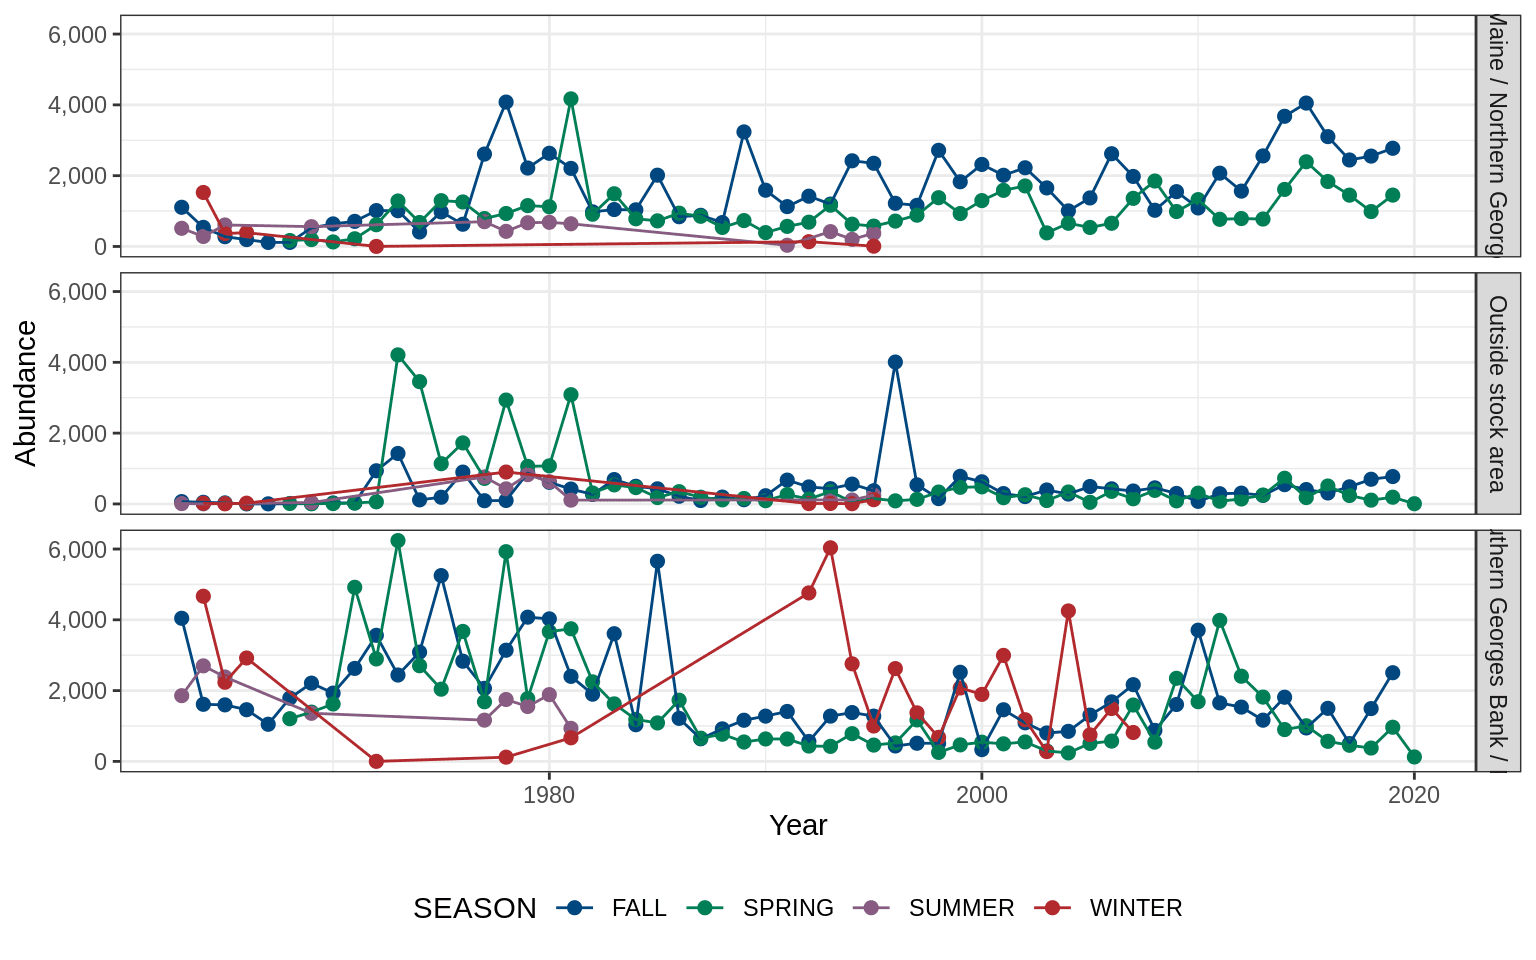 6,000
4,000
2,000
0
Maine / Northern Georg
6,000
4,000
2,000
0
Outside stock area
6,000
4,000
2,000
0
uthern Georges Bank /
Abundance
1980
2000
2020
Year
SEASON FALL SPRING SUMMER WINTER